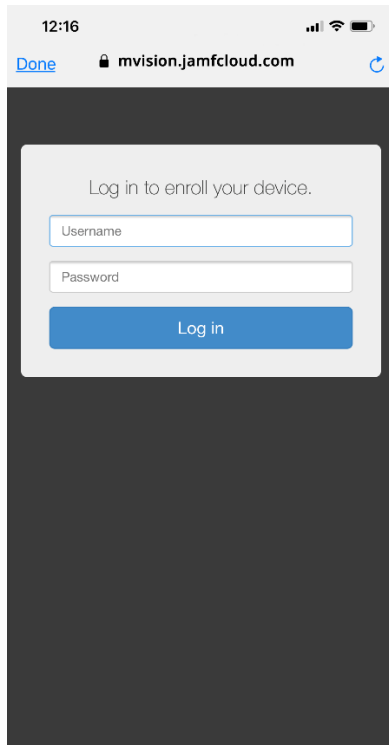 12:16
Done mvision.jamfcloud.com
Log in to enroll your device.
Username
Password
Log in